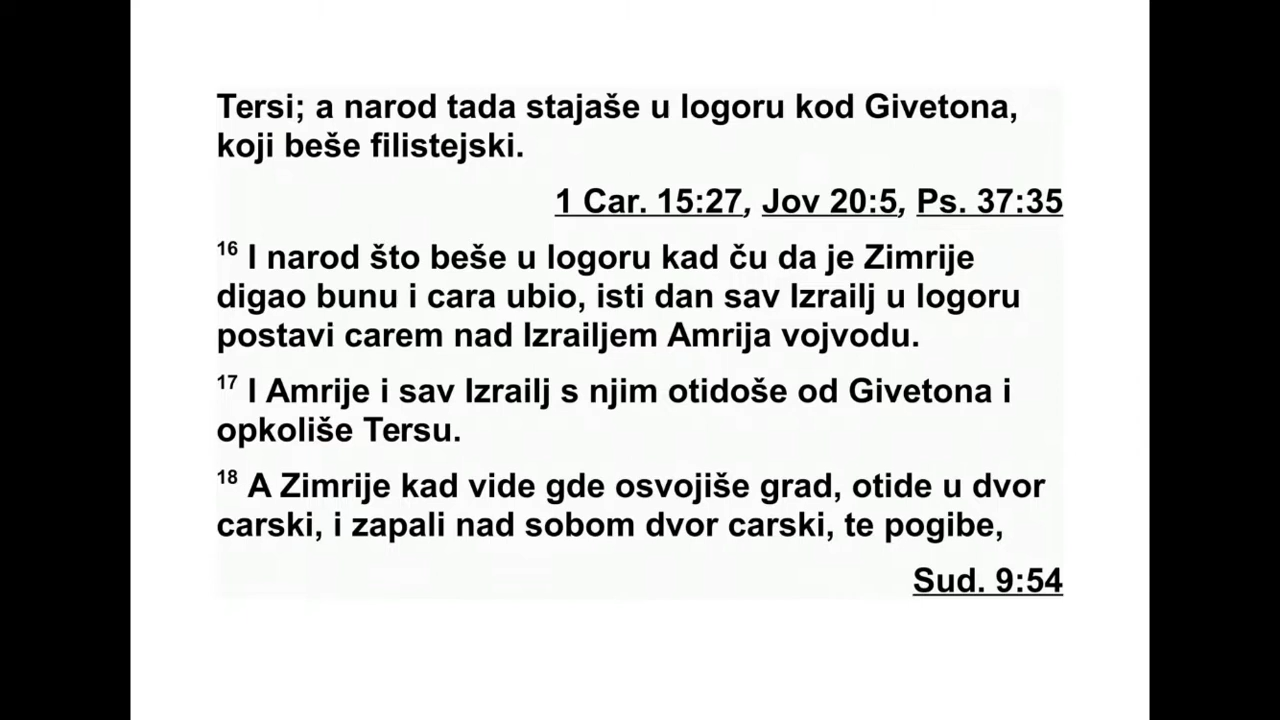 Tersi; a narod tada stajaše u logoru kod Givetona,
koji beše filistejski.
1 Car. 15:27, Jov 20:5, Ps. 37:35
16 I narod što beše u logoru kad ču da je Zimrije
digao bunu i cara ubio, isti dan sav Izrailj u logoru
postavi carem nad Izrailjem Amrija vojvodu.
17 I Amrije i sav Izrailj s njim otidoše od Givetona i
opkoliše Tersu.
18 A Zimrije kad vide gde osvojiše grad, otide u dvor
carski, i zapali nad sobom dvor carski, te pogibe,
Sud. 9:54